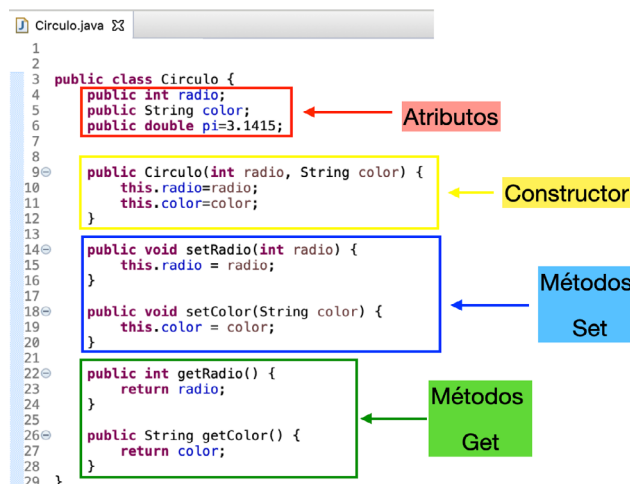 Circulo.java
1
2
3 public class Circulo {
4 public int radio;
5 public String color;
6 public double pi=3.1415;
7
8
9 public Circulo(int radio, String color) {
10 this.radio=radio;
11 this.color=color;
12 }
13
14 public void setRadio(int radio) {
15 this.radio = radio;
16 }
17
18 public void setColor(String color) {
19 this.color = color;
20 }
21
22 public int getRadio() {
23 return radio;
24 }
25
26 public String getColor() {
27 return color;
28 }
29 }
Atributos
Constructor
Métodos
Set
Métodos
Get